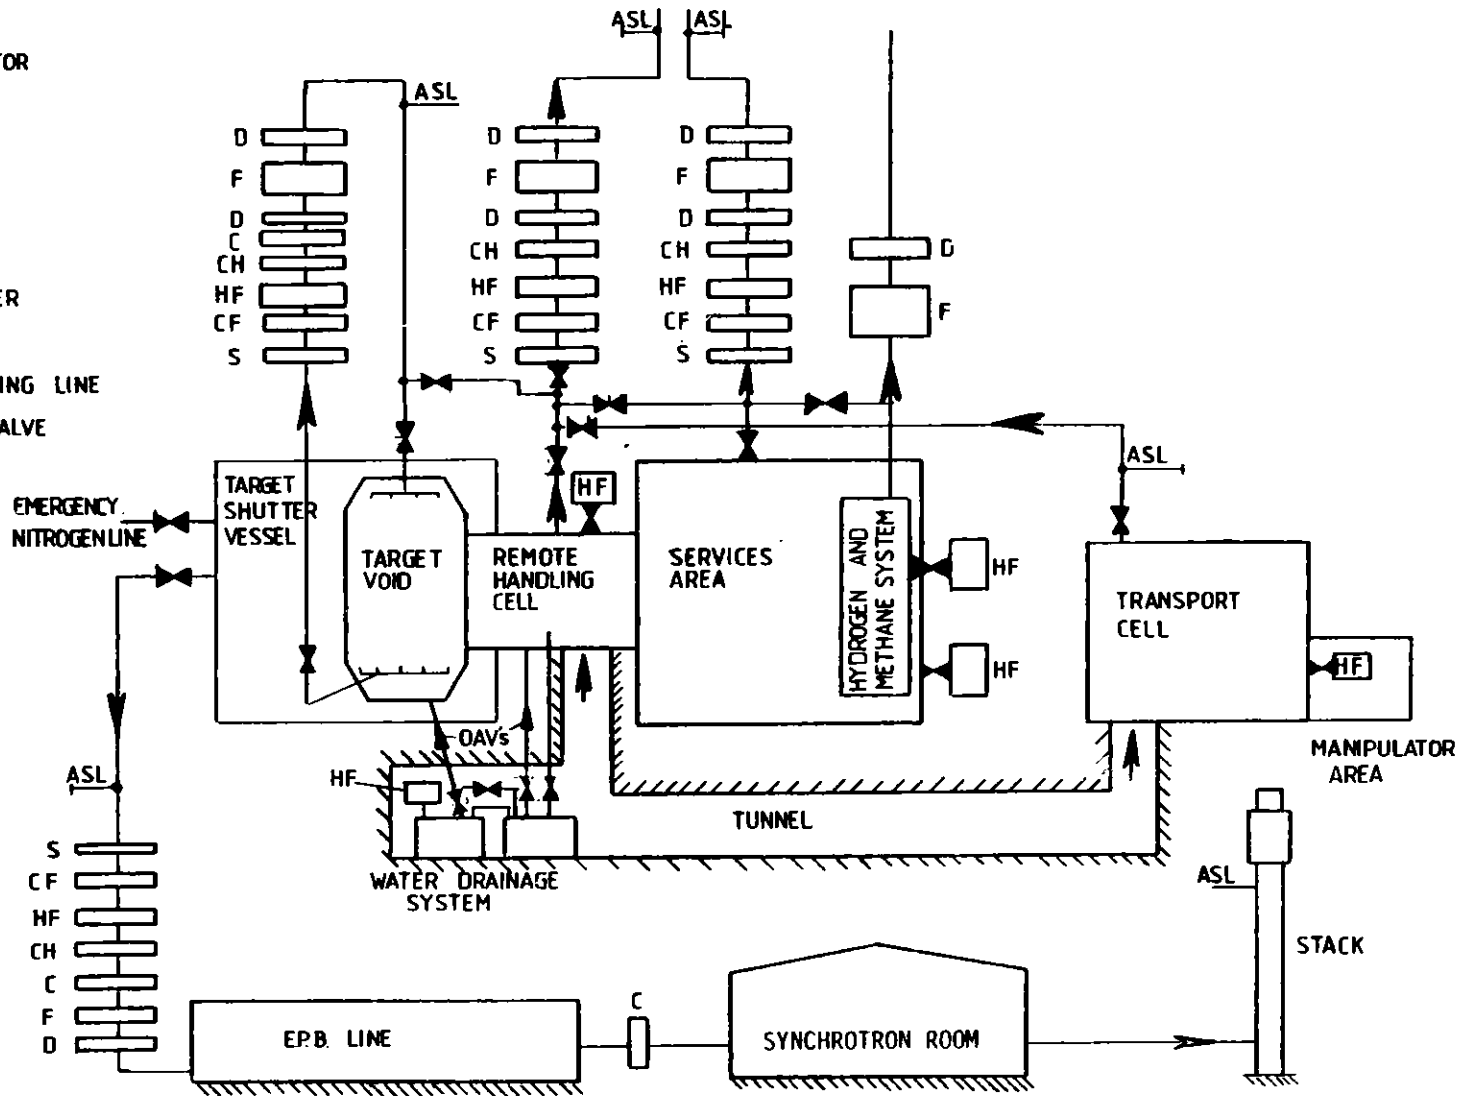 TOR
ER
ING LINE
ALVE
ASL
ASL
ASL
D
F
D
C
CH
HF
CF
S
D
F
D
CH
HF
CF
S
D
F
D
CH
HF
CF
S
D
F
EMERGENCY
NITROGEN LINE
TARGET
SHUTTER
VESSEL
TARGET
VOID
REMOTE
HANDLING
CELL
HF
SERVICES
AREA
HYDROGEN AND
METHANE SYSTEM
HF
HF
ASL
TRANSPORT
CELL
HF
MANIPULATOR
AREA
OAV's
HF
WATER DRAINAGE
SYSTEM
TUNNEL
ASL
S
CF
HF
CH
C
F
D
E.P.B. LINE
C
SYNCHROTRON ROOM
ASL
STACK